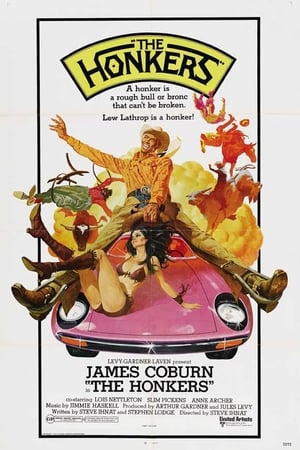 "THE
HONKERS"
A honker is
a rough bull or bronc
that can't be broken.
Lew Lathrop is a honker!
LEVY-GARDNER-LAVEN present
JAMES COBURN
in "THE HONKERS"
co-starring LOIS NETTLETON SLIM PICKENS ANNE ARCHER
Music by JIMMIE HASKELL Produced by ARTHUR GARDNER and JULES LEVY
Written by STEVE IHNAT and STEPHEN LODGE Directed by STEVE IHNAT
United Artists